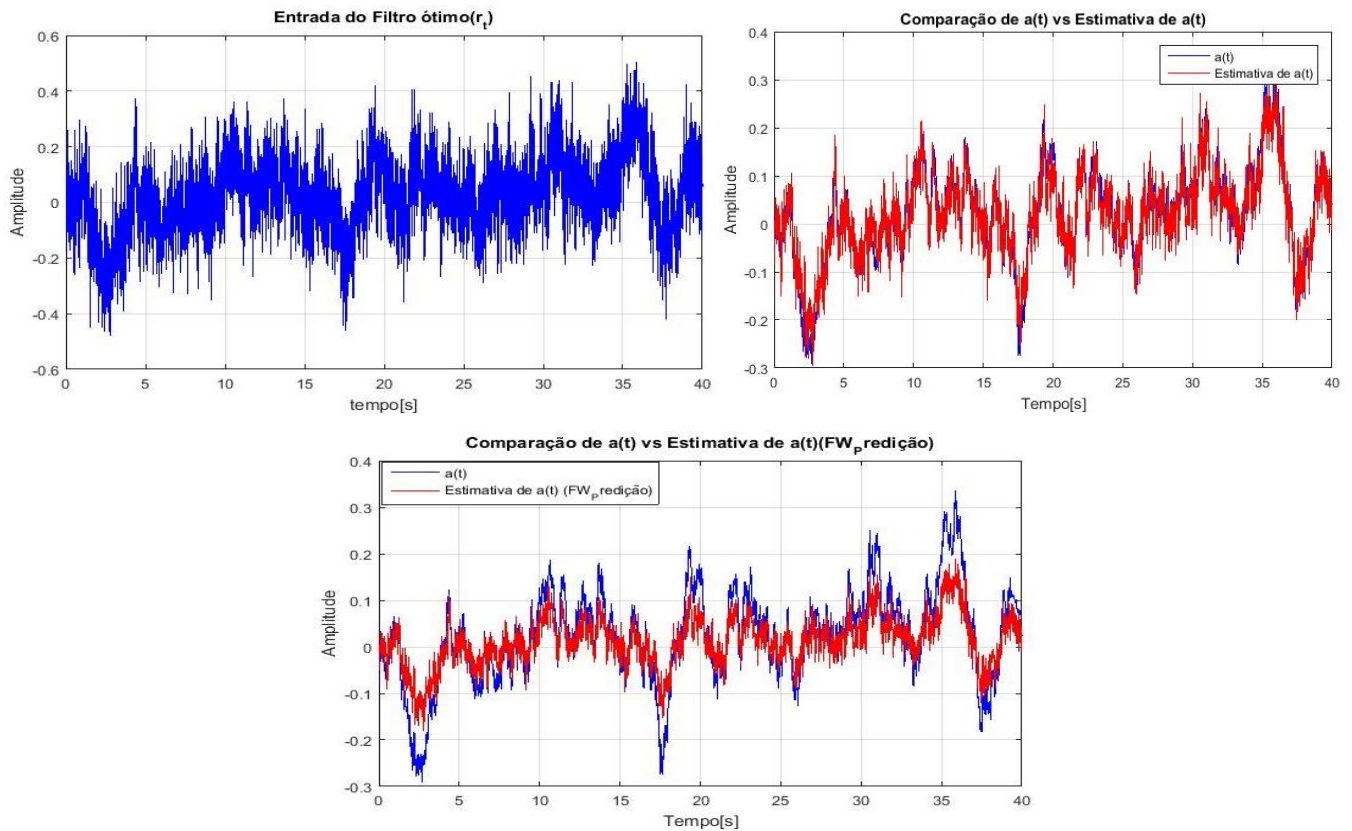 Entrada do Filtro ótimo(r_t)
Amplitude
0.6
0.4
0.2
0
-0.2
-0.4
-0.6
0 5 10 15 20 25 30 35 40
tempo[s]
Comparação de a(t) vs Estimativa de a(t)
a(t)
Estimativa de a(t)
Amplitude
0.4
0.3
0.2
0.1
0
-0.1
-0.2
-0.3
0 5 10 15 20 25 30 35 40
Tempo[s]
Comparação de a(t) vs Estimativa de a(t)(FW_Predição)
a(t)
Estimativa de a(t) (FW_Predição)
Amplitude
0.4
0.3
0.2
0.1
0
-0.1
-0.2
-0.3
0 5 10 15 20 25 30 35 40
Tempo[s]